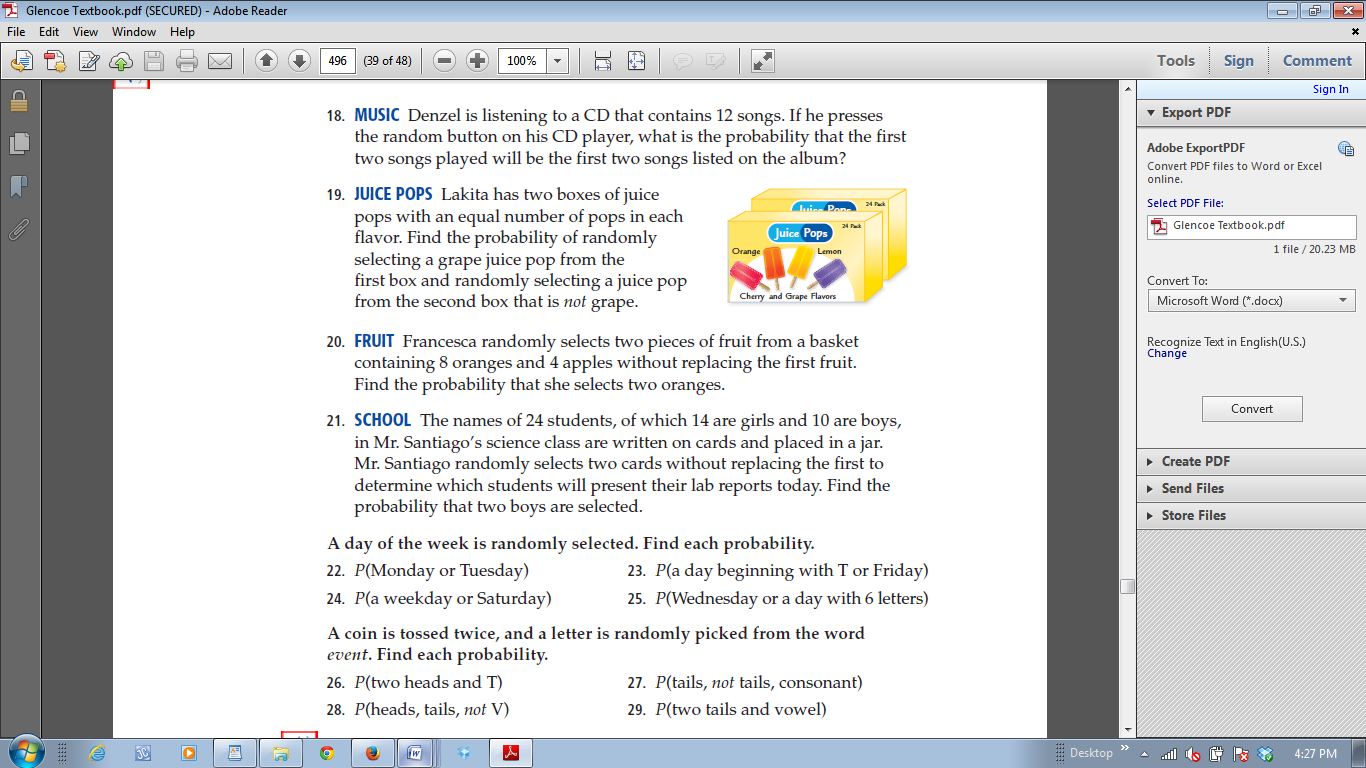 Glencoe Textbook.pdf (SECURED) - Adobe Reader
File Edit View Window Help
496 (39 of 48) 100% Tools Sign Comment
Sign In
Export PDF
Adobe ExportPDF
Convert PDF files to Word or Excel
online.
Select PDF File:
Glencoe Textbook.pdf
1 file / 20.23 MB
Convert To:
Microsoft Word (*.docx)
Recognize Text in English(U.S.)
Change
Convert
Create PDF
Send Files
Store Files
18. MUSIC Denzel is listening to a CD that contains 12 songs. If he presses
the random button on his CD player, what is the probability that the first
two songs played will be the first two songs listed on the album?
19. JUICE POPS Lakita has two boxes of juice
pops with an equal number of pops in each
flavor. Find the probability of randomly
selecting a grape juice pop from the
first box and randomly selecting a juice pop
from the second box that is not grape.
Juice Pops 24 Pack
Juice Pops 24 Pack
Orange Lemon
Cherry and Grape Flavors
20. FRUIT Francesca randomly selects two pieces of fruit from a basket
containing 8 oranges and 4 apples without replacing the first fruit.
Find the probability that she selects two oranges.
21. SCHOOL The names of 24 students, of which 14 are girls and 10 are boys,
in Mr. Santiago's science class are written on cards and placed in a jar.
Mr. Santiago randomly selects two cards without replacing the first to
determine which students will present their lab reports today. Find the
probability that two boys are selected.
A day of the week is randomly selected. Find each probability.
22. P(Monday or Tuesday) 23. P(a day beginning with T or Friday)
24. P(a weekday or Saturday) 25. P(Wednesday or a day with 6 letters)
A coin is tossed twice, and a letter is randomly picked from the word
event. Find each probability.
26. P(two heads and T) 27. P(tails, not tails, consonant)
28. P(heads, tails, not V) 29. P(two tails and vowel)
Desktop 4:27 PM